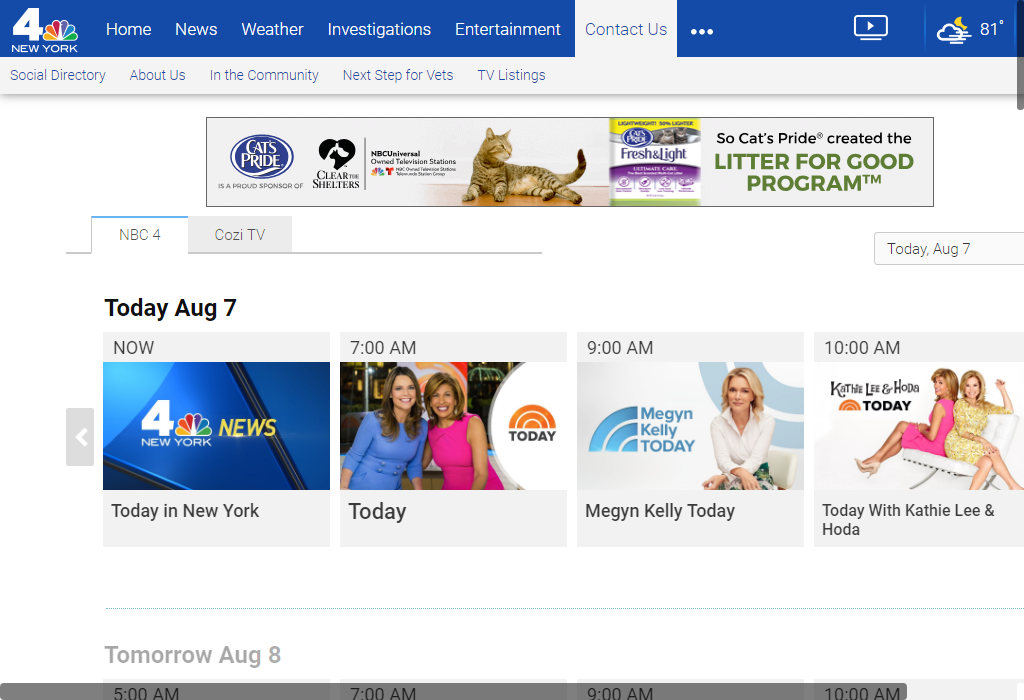 4
NEW YORK
Home
News
Weather
Investigations
Entertainment
Contact Us
81°
Social Directory
About Us
In the Community
Next Step for Vets
TV Listings
CAT'S
PRIDE
IS A PROUD SPONSOR OF
CLEAR THE
SHELTERS
NBCUniversal
Owned Television Stations
NBC Owned Television Stations
Telemundo Station Group
LIGHTWEIGHT! 50% LIGHTER
CAT'S
PRIDE
Fresh&Light
ULTIMATE CARE
So Cat's Pride® created the
LITTER FOR GOOD
PROGRAM™
NBC 4
Cozi TV
Today, Aug 7
Today Aug 7
NOW
4
NEW YORK
NEWS
Today in New York
7:00 AM
TODAY
Today
9:00 AM
Megyn
Kelly
TODAY
Megyn Kelly Today
10:00 AM
KATHIE LEE & HODA
TODAY
Today With Kathie Lee &
Hoda
Tomorrow Aug 8
5:00 AM
7:00 AM
9:00 AM
10:00 AM